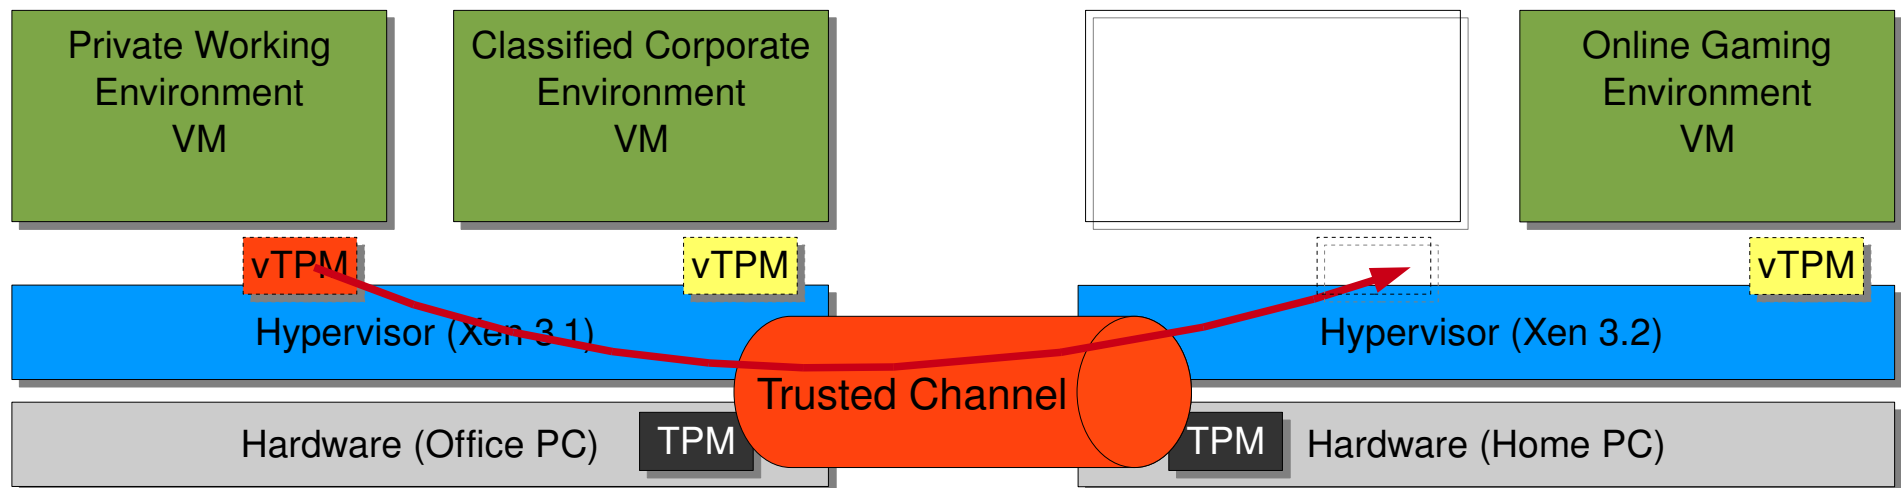 Private Working
Environment
VM
Classified Corporate
Environment
VM
Online Gaming
Environment
VM
vTPM
vTPM
vTPM
Hypervisor (Xen 3.1)
Hypervisor (Xen 3.2)
Trusted Channel
Hardware (Office PC)
TPM
TPM
Hardware (Home PC)